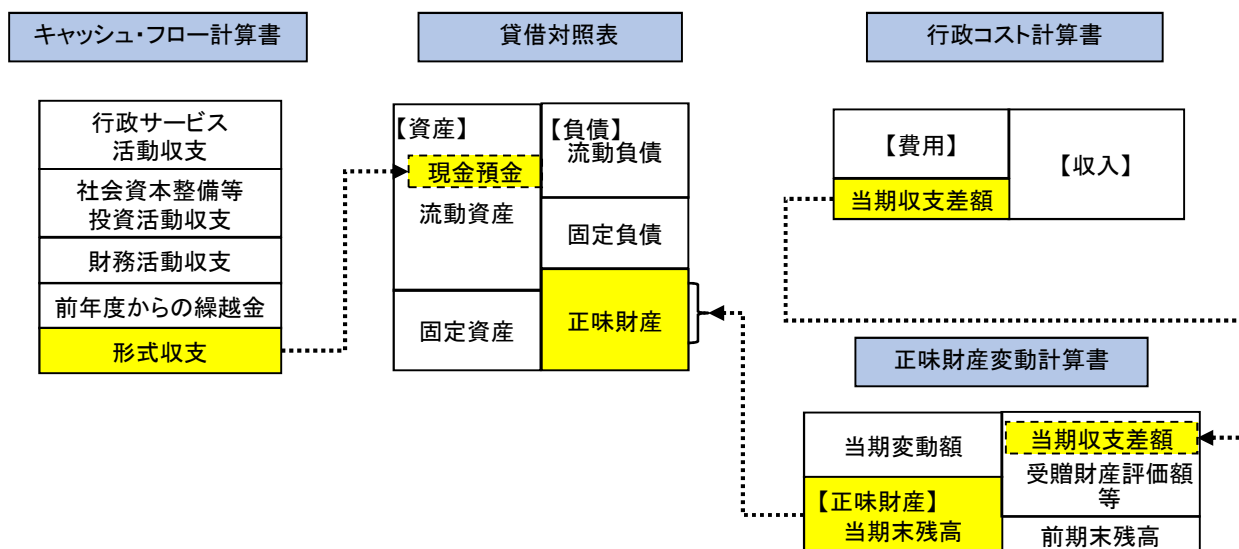 キャッシュ・フロー計算書
行政サービス
活動収支
社会資本整備等
投資活動収支
財務活動収支
前年度からの繰越金
形式収支
貸借対照表
【資産】
現金預金
流動資産
固定資産
【負債】
流動負債
固定負債
正味財産
行政コスト計算書
【費用】
当期収支差額
【収入】
正味財産変動計算書
当期変動額
【正味財産】
当期末残高
当期収支差額
受贈財産評価額
等
前期末残高